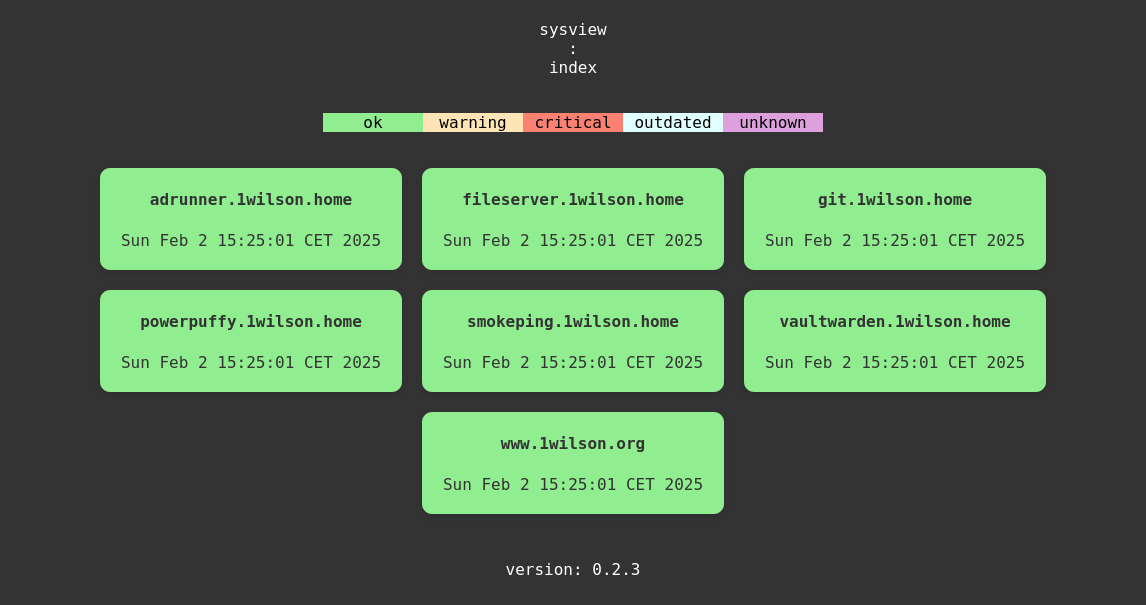 sysview
:
index
ok warning critical outdated unknown
adrunner.1wilson.home
Sun Feb 2 15:25:01 CET 2025
fileserver.1wilson.home
Sun Feb 2 15:25:01 CET 2025
git.1wilson.home
Sun Feb 2 15:25:01 CET 2025
powerpuffy.1wilson.home
Sun Feb 2 15:25:01 CET 2025
smokeping.1wilson.home
Sun Feb 2 15:25:01 CET 2025
vaultwarden.1wilson.home
Sun Feb 2 15:25:01 CET 2025
www.1wilson.org
Sun Feb 2 15:25:01 CET 2025
version: 0.2.3